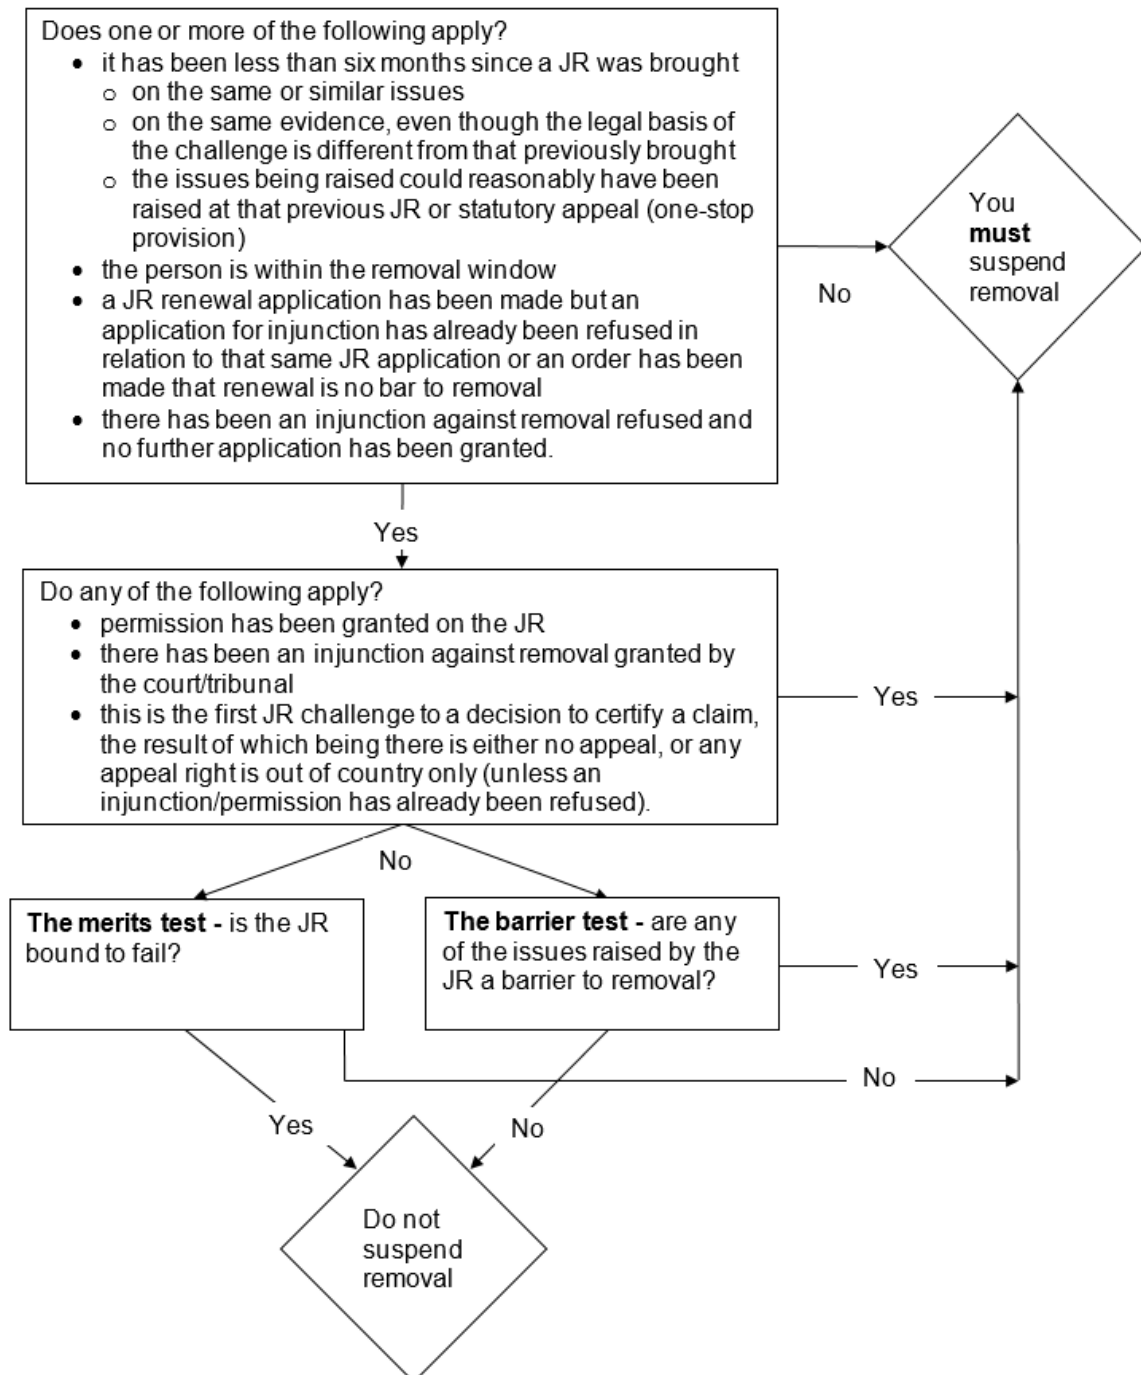 Does one or more of the following apply?
• it has been less than six months since a JR was brought
o on the same or similar issues
o on the same evidence, even though the legal basis of
the challenge is different from that previously brought
o the issues being raised could reasonably have been
raised at that previous JR or statutory appeal (one-stop
provision)
• the person is within the removal window
• a JR renewal application has been made but an
application for injunction has already been refused in
relation to that same JR application or an order has been
made that renewal is no bar to removal
• there has been an injunction against removal refused and
no further application has been granted.
No
You
must
suspend
removal
Yes
Do any of the following apply?
• permission has been granted on the JR
• there has been an injunction against removal granted by
the court/tribunal
• this is the first JR challenge to a decision to certify a claim,
the result of which being there is either no appeal, or any
appeal right is out of country only (unless an
injunction/permission has already been refused).
Yes
No
The merits test - is the JR
bound to fail?
The barrier test - are any
of the issues raised by the
JR a barrier to removal?
Yes
No
Yes
No
Do not
suspend
removal